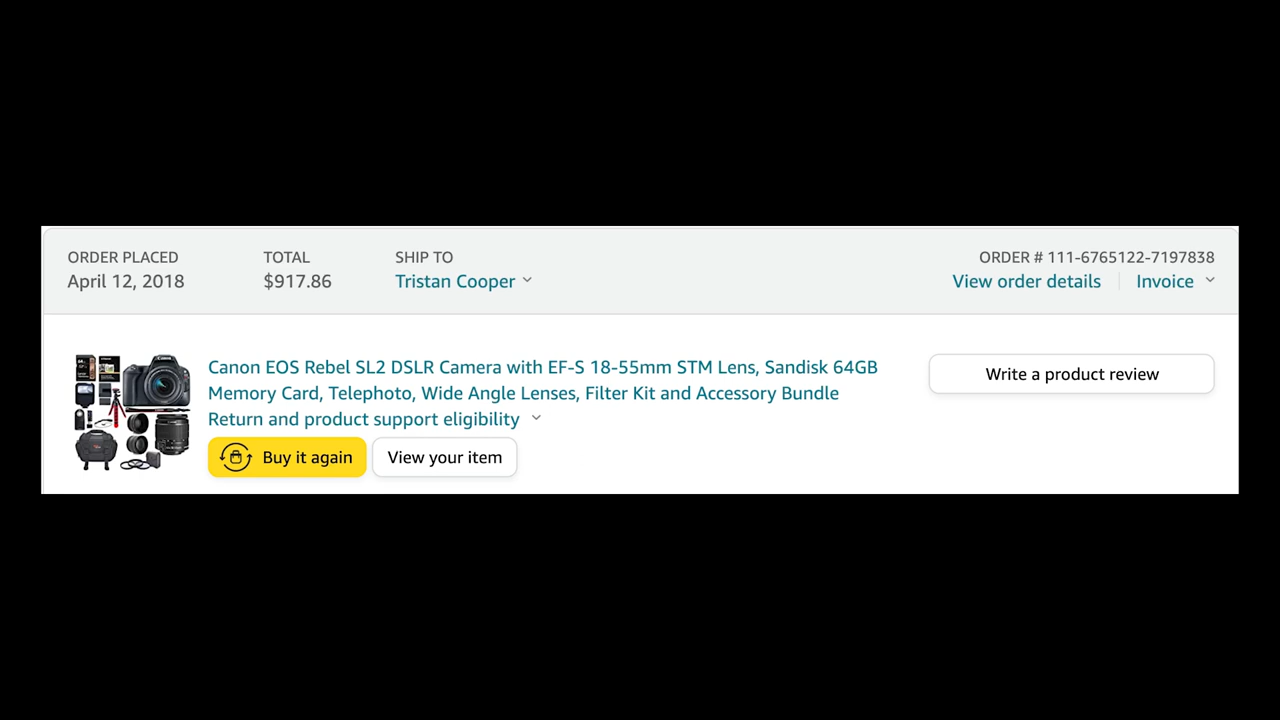 ORDER PLACED
April 12, 2018
TOTAL
$917.86
SHIP TO
Tristan Cooper
ORDER # 111-6765122-7197838
View order details
Invoice
Canon EOS Rebel SL2 DSLR Camera with EF-S 18-55mm STM Lens, Sandisk 64GB
Memory Card, Telephoto, Wide Angle Lenses, Filter Kit and Accessory Bundle
Return and product support eligibility
Buy it again
View your item
Write a product review